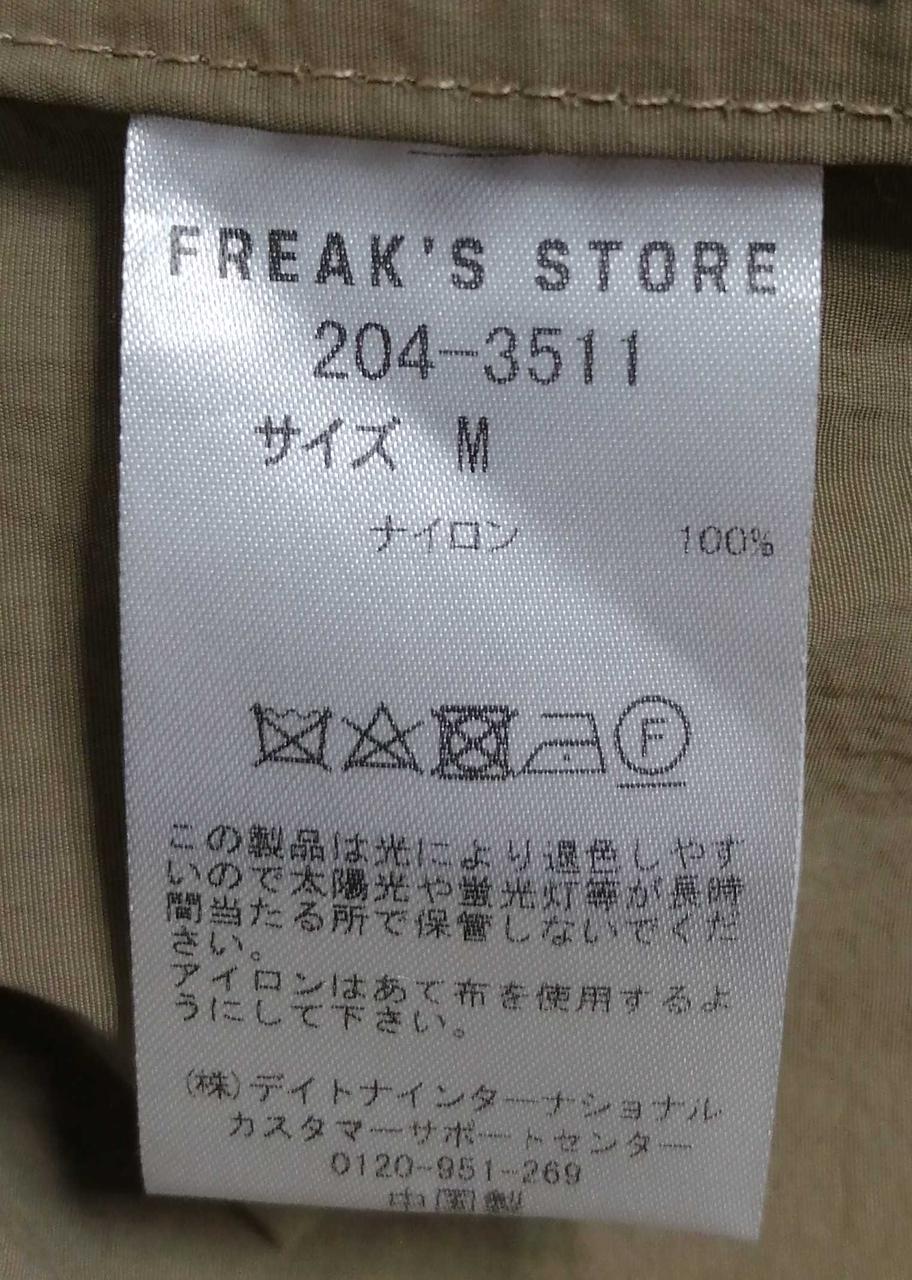 FREAK'S STORE
204-3511
サイズ M
ナイロン 100%
F
この製品は光により退色しやす
いので太陽光や蛍光灯等が長時
間当たる所で保管しないでくだ
さい。
アイロンはあて布を使用するよ
うにして下さい。
(株)デイトナインターナショナル
カスタマーサポートセンター
0120-951-269
中国製